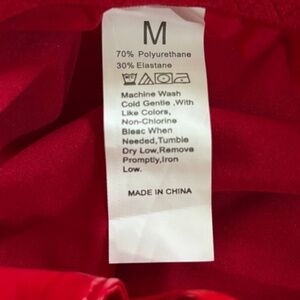 M
70% Polyurethane
30% Elastane
Machine Wash
Cold Gentle ,With
Like Colors,
Non-Chlorine
Bleac When
Needed,Tumble
Dry Low,Remove
Promptly,Iron
Low.
MADE IN CHINA